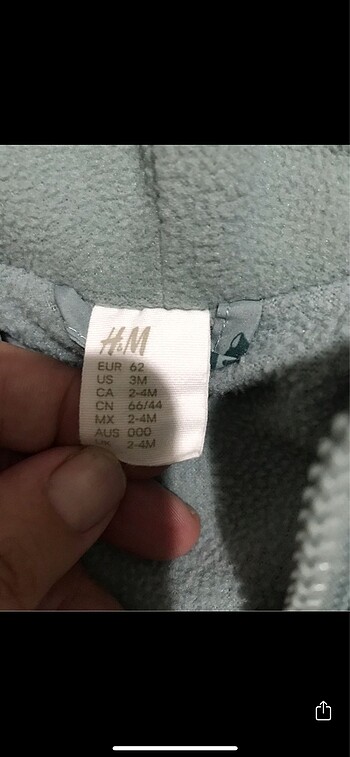 H&M
EUR 62
US 3M
CA 2-4M
CN 66/44
MX 2-4M
AUS 000
2-4M